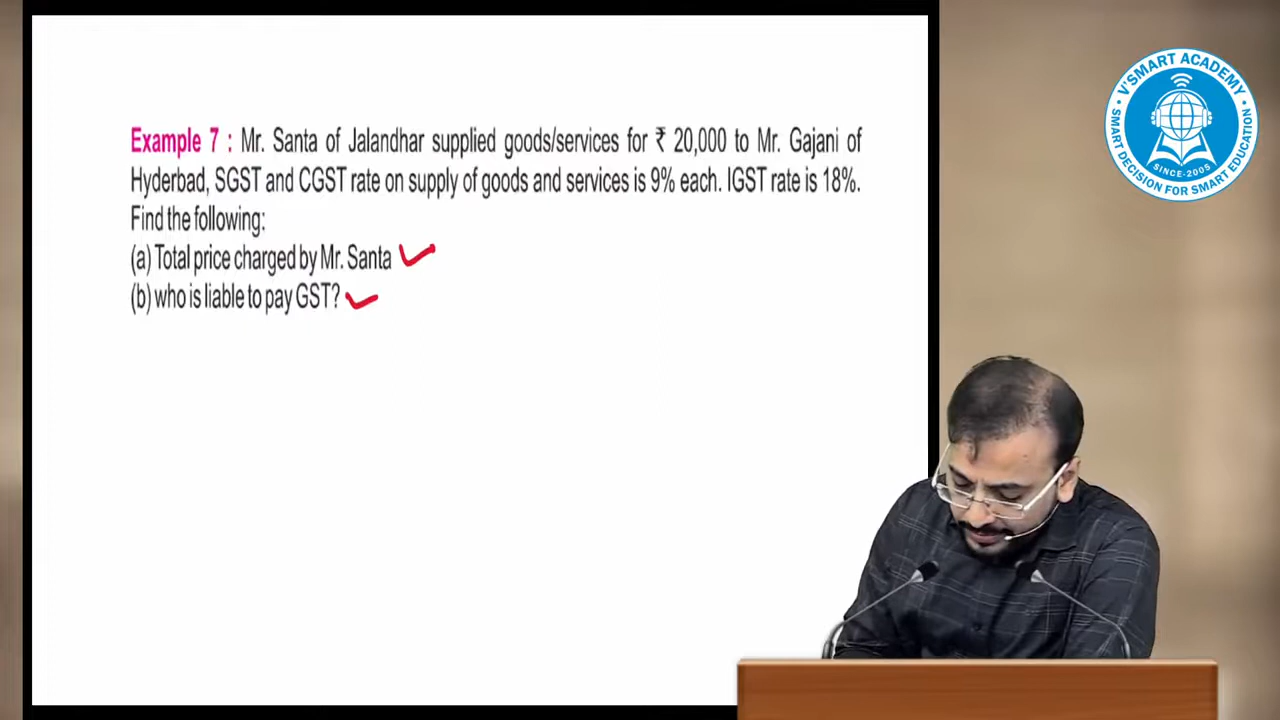 Example 7 : Mr. Santa of Jalandhar supplied goods/services for ₹ 20,000 to Mr. Gajani of
Hyderbad, SGST and CGST rate on supply of goods and services is 9% each. IGST rate is 18%.
Find the following:
(a) Total price charged by Mr. Santa
(b) who is liable to pay GST?
V'SMART ACADEMY
SINCE-2005
SMART DECISION FOR SMART EDUCATION